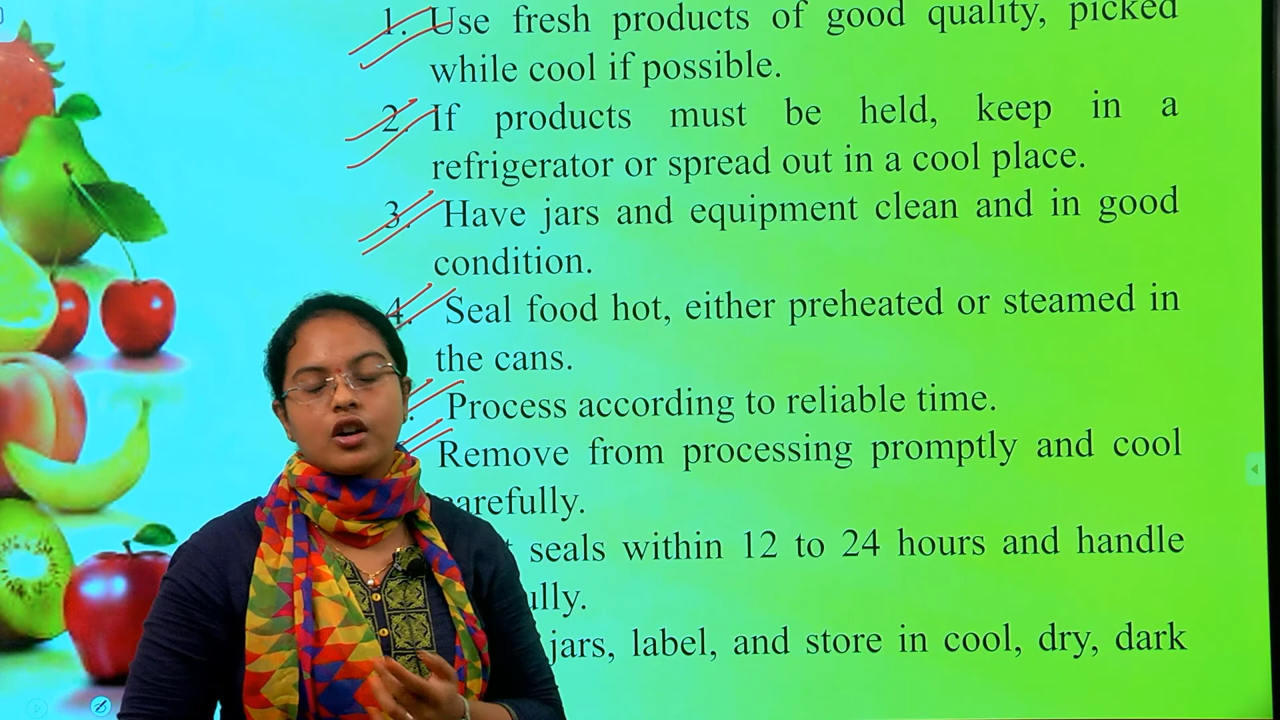 1. Use fresh products of good quality, picked
while cool if possible.
2. If products must be held, keep in a
refrigerator or spread out in a cool place.
3. Have jars and equipment clean and in good
condition.
4. Seal food hot, either preheated or steamed in
the cans.
Process according to reliable time.
Remove from processing promptly and cool
carefully.
seals within 12 to 24 hours and handle
jars, label, and store in cool, dry, dark